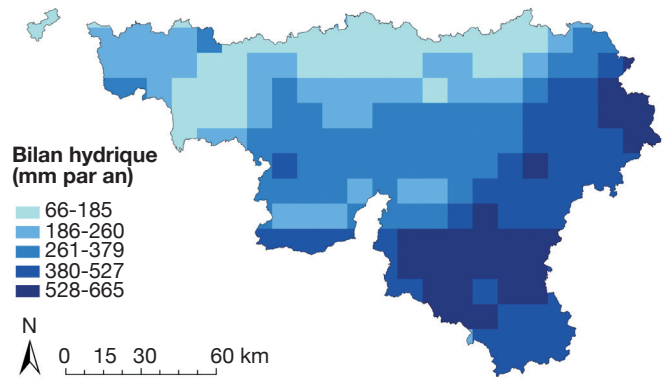 Bilan hydrique
(mm par an)
66-185
186-260
261-379
380-527
528-665
N
0 15 30 60 km